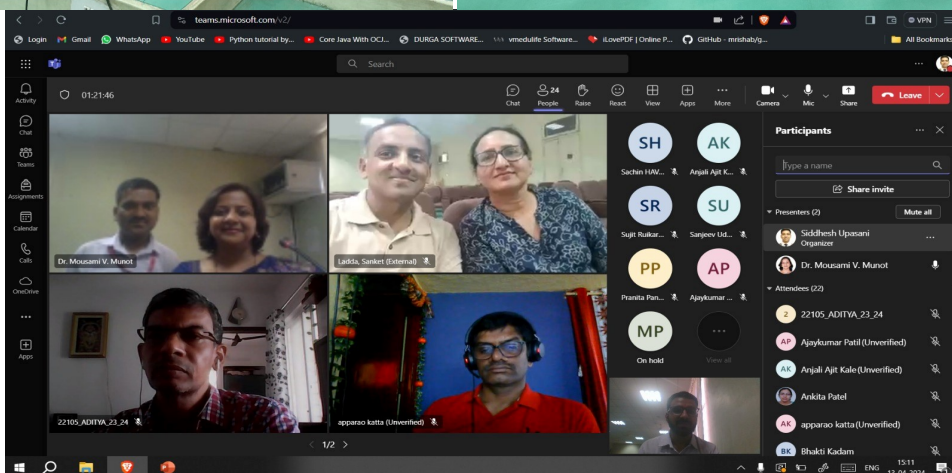 teams.microsoft.com/v2/
VPN
Login
Gmail
WhatsApp
YouTube
Python tutorial by...
Core Java With OCJ...
DURGA SOFTWARE...
vmedulife Software...
iLovePDF | Online P...
GitHub - mrishab/g...
All Bookmarks
Search
Activity
Chat
Teams
Assignments
Calendar
Calls
OneDrive
Apps
01:21:46
Chat
24
People
Raise
React
View
Apps
More
Camera
Mic
Share
Leave
Dr. Mousami V. Munot
Ladda, Sanket (External)
22105_ADITYA_23_24
apparao katta (Unverified)
1/2
SH
Sachin HAV...
AK
Anjali Ajit K...
SR
Sujit Ruikar...
SU
Sanjeev Ud...
PP
Pranita Pan...
AP
Ajaykumar ...
MP
On hold
View all
Participants
Type a name
Share invite
Presenters (2)
Mute all
Siddhesh Upasani
Organizer
Dr. Mousami V. Munot
Attendees (22)
2 22105_ADITYA_23_24
AP Ajaykumar Patil (Unverified)
AK Anjali Ajit Kale (Unverified)
Ankita Patel
AK apparao katta (Unverified)
BK Bhakti Kadam
ENG
15:11
13-04-2024